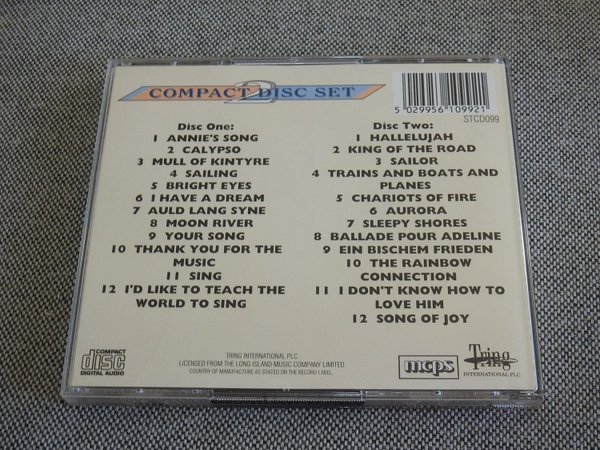 2
COMPACT DISC SET
5 029956 109921
STCD099
Disc One:
1 ANNIE'S SONG
2 CALYPSO
3 MULL OF KINTYRE
4 SAILING
5 BRIGHT EYES
6 I HAVE A DREAM
7 AULD LANG SYNE
8 MOON RIVER
9 YOUR SONG
10 THANK YOU FOR THE
MUSIC
11 SING
12 I'D LIKE TO TEACH THE
WORLD TO SING
Disc Two:
1 HALLELUJAH
2 KING OF THE ROAD
3 SAILOR
4 TRAINS AND BOATS AND
PLANES
5 CHARIOTS OF FIRE
6 AURORA
7 SLEEPY SHORES
8 BALLADE POUR ADELINE
9 EIN BISCHEM FRIEDEN
10 THE RAINBOW
CONNECTION
11 I DON'T KNOW HOW TO
LOVE HIM
12 SONG OF JOY
COMPACT
disc
DIGITAL AUDIO
TRING INTERNATIONAL PLC
LICENSED FROM THE LONG ISLAND MUSIC COMPANY LIMITED
COUNTRY OF MANUFACTURE AS STATED ON THE RECORD LABEL.
mcps
Tring
Tring
INTERNATIONAL PLC.